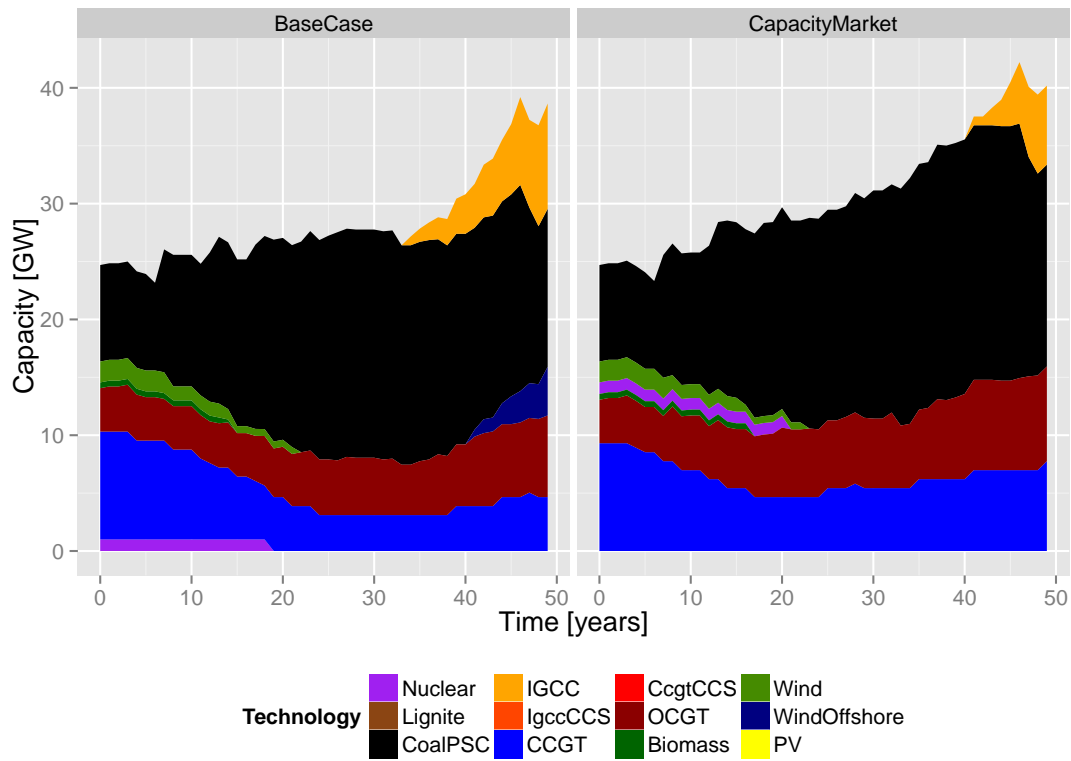 BaseCase
CapacityMarket
Capacity [GW]
40
30
20
10
0
0 10 20 30 40 50
0 10 20 30 40 50
Time [years]
Technology
Nuclear IGCC CcgtCCS Wind
Lignite IgccCCS OCGT WindOffshore
CoalPSC CCGT Biomass PV